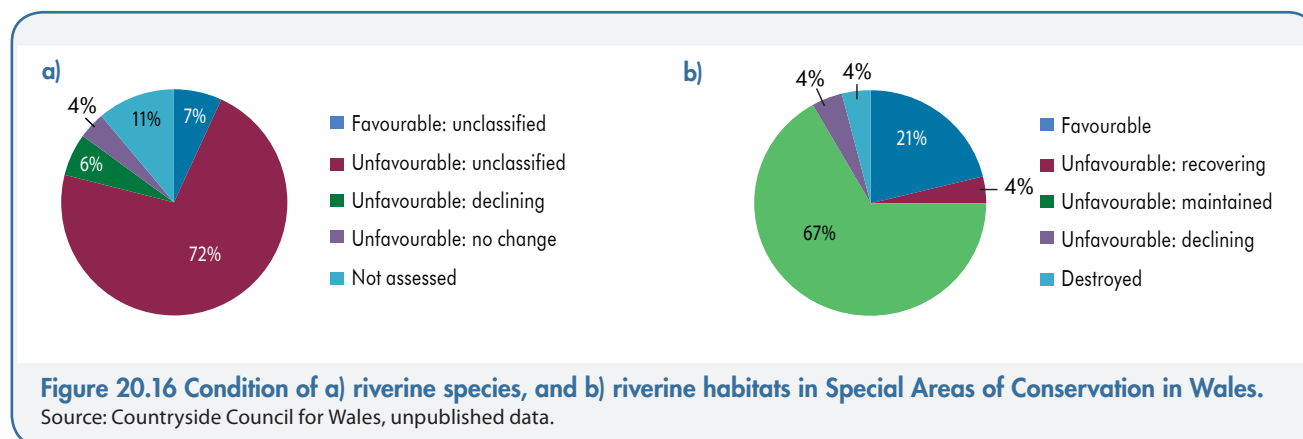 a)
4%
11%
7%
6%
72%
Favourable: unclassified
Unfavourable: unclassified
Unfavourable: declining
Unfavourable: no change
Not assessed
b)
4%
4%
21%
4%
67%
Favourable
Unfavourable: recovering
Unfavourable: maintained
Unfavourable: declining
Destroyed
Figure 20.16 Condition of a) riverine species, and b) riverine habitats in Special Areas of Conservation in Wales.
Source: Countryside Council for Wales, unpublished data.